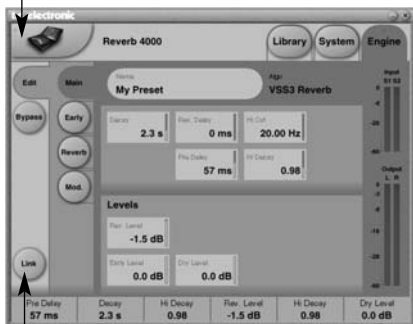 tc electronic
Reverb 4000
Library
System
Engine
Edit
Main
Name
My Preset
Algo
VSS3 Reverb
Input
S1 S2
Bypass
Early
Reverb
Mod.
Link
Decay
2.3 s
Rev. Delay
0 ms
Hi Cut
20.00 Hz
Pre Delay
57 ms
Hi Decay
0.98
Output
L R
Levels
Rev. Level
-1.5 dB
Early Level
0.0 dB
Dry Level
0.0 dB
Pre Delay
57 ms
Decay
2.3 s
Hi Decay
0.98
Rev. Level
-1.5 dB
Hi Decay
0.98
Dry Level
0.0 dB